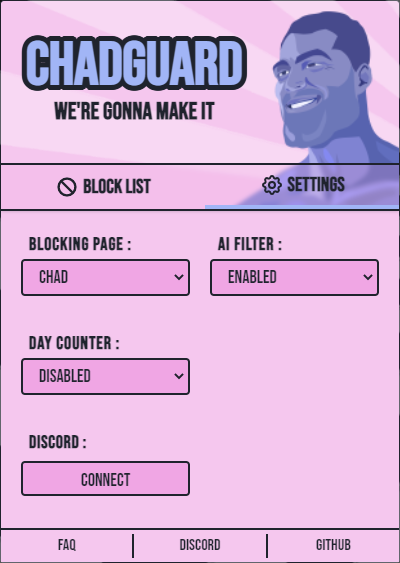 CHADGUARD
WE'RE GONNA MAKE IT
BLOCK LIST
SETTINGS
BLOCKING PAGE :
AI FILTER :
CHAD
ENABLED
DAY COUNTER :
DISABLED
DISCORD :
CONNECT
FAQ
DISCORD
GITHUB